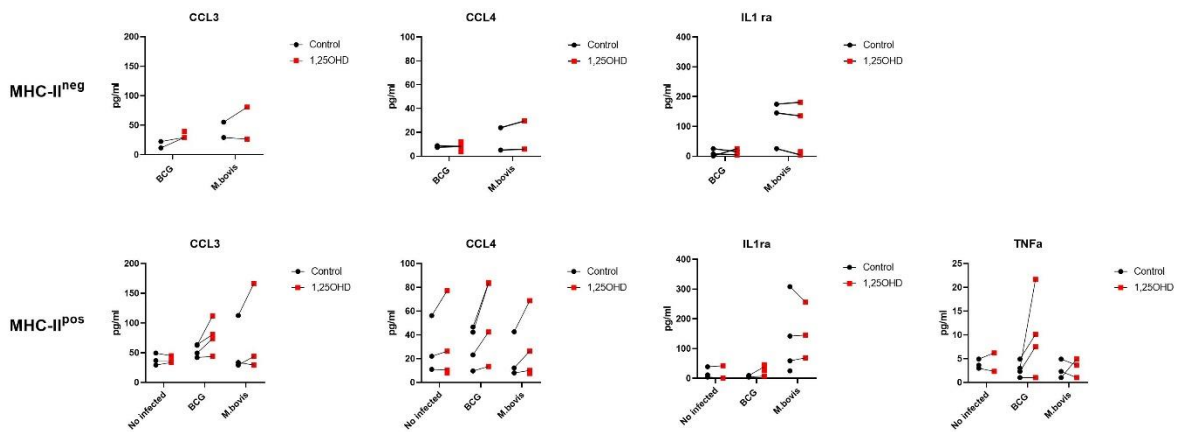 CCL3
200
150
100
50
0
pg/ml
BCG
M.bovis
Control
1,25OHD
CCL4
100
80
60
40
20
0
pg/ml
BCG
M.bovis
Control
1,25OHD
IL1 ra
400
300
200
100
0
pg/ml
BCG
M.bovis
Control
1,25OHD
MHC-II^neg
CCL3
200
150
100
50
0
pg/ml
No infected
BCG
M.bovis
Control
1,25OHD
CCL4
100
80
60
40
20
0
pg/ml
No infected
BCG
M.bovis
Control
1,25OHD
IL1ra
400
300
200
100
0
pg/ml
No infected
BCG
M.bovis
Control
1,25OHD
TNFa
25
20
15
10
5
0
pg/ml
No infected
BCG
M.bovis
Control
1,25OHD
MHC-II^pos